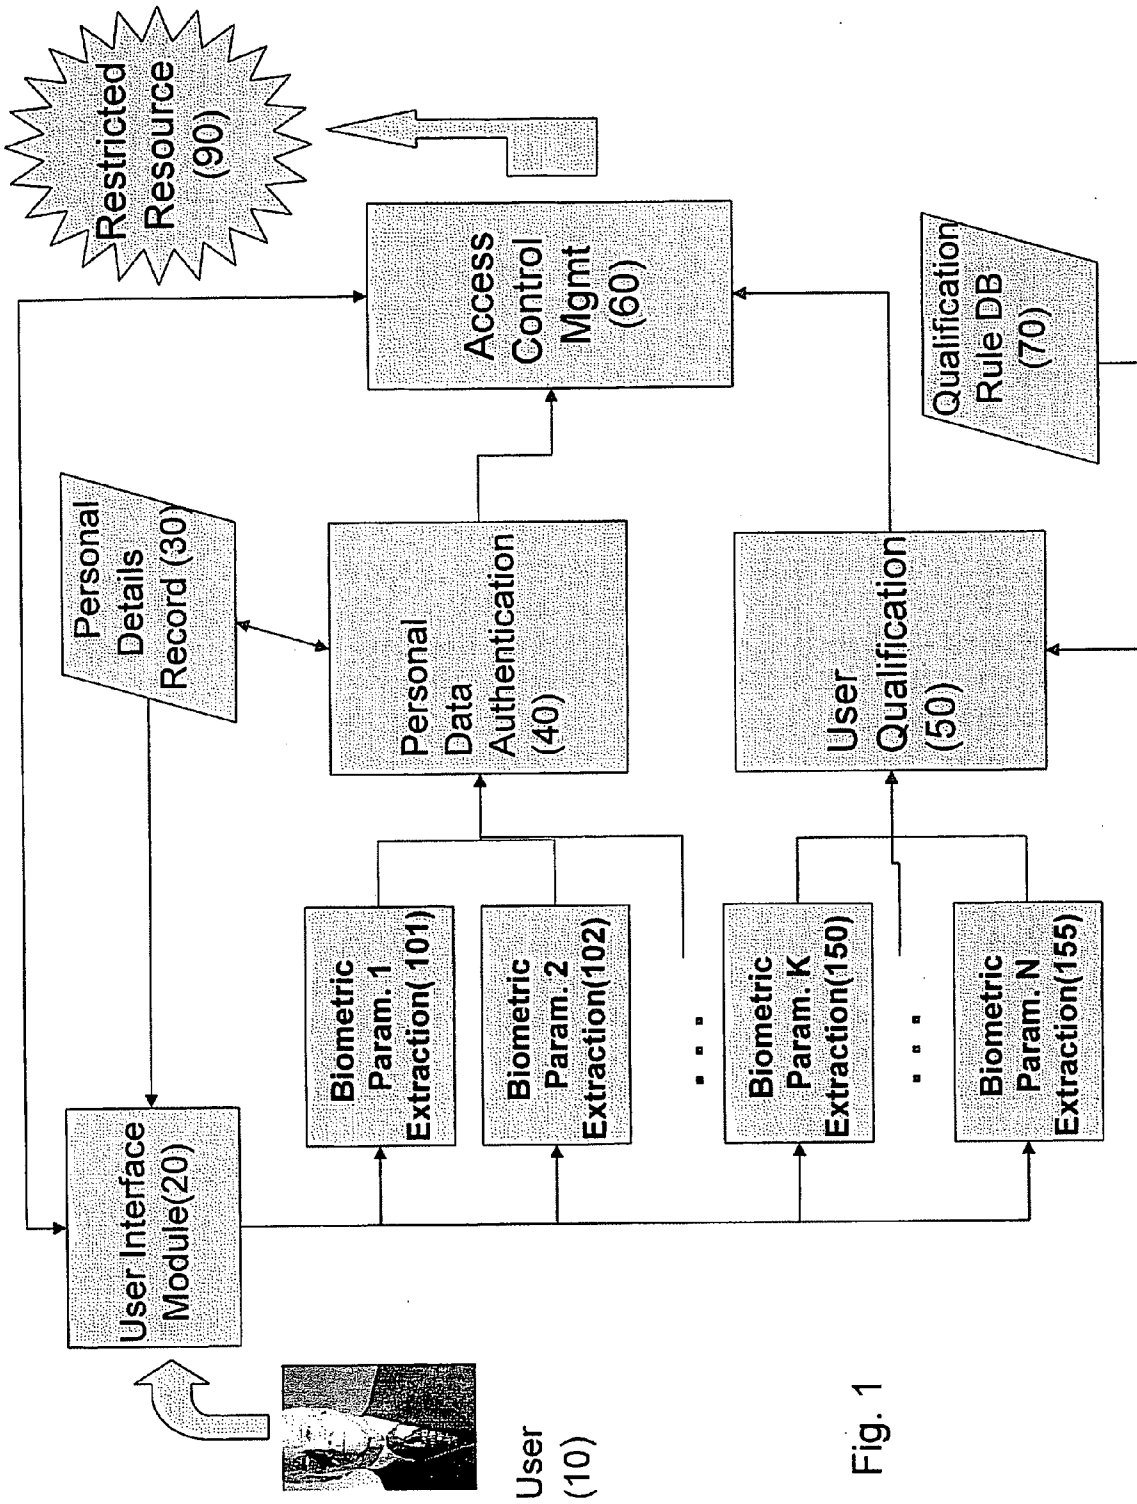 User
(10)
User Interface
Module(20)
Personal
Details
Record (30)
Restricted
Resource
(90)
Biometric
Param. 1
Extraction( 101)
Biometric
Param. 2
Extraction(102)
Biometric
Param. K
Extraction(150)
Biometric
Param. N
Extraction(155)
Personal
Data
Authentication
(40)
User
Qualification
(50)
Access
Control
Mgmt
(60)
Qualification
Rule DB
(70)
Fig. 1